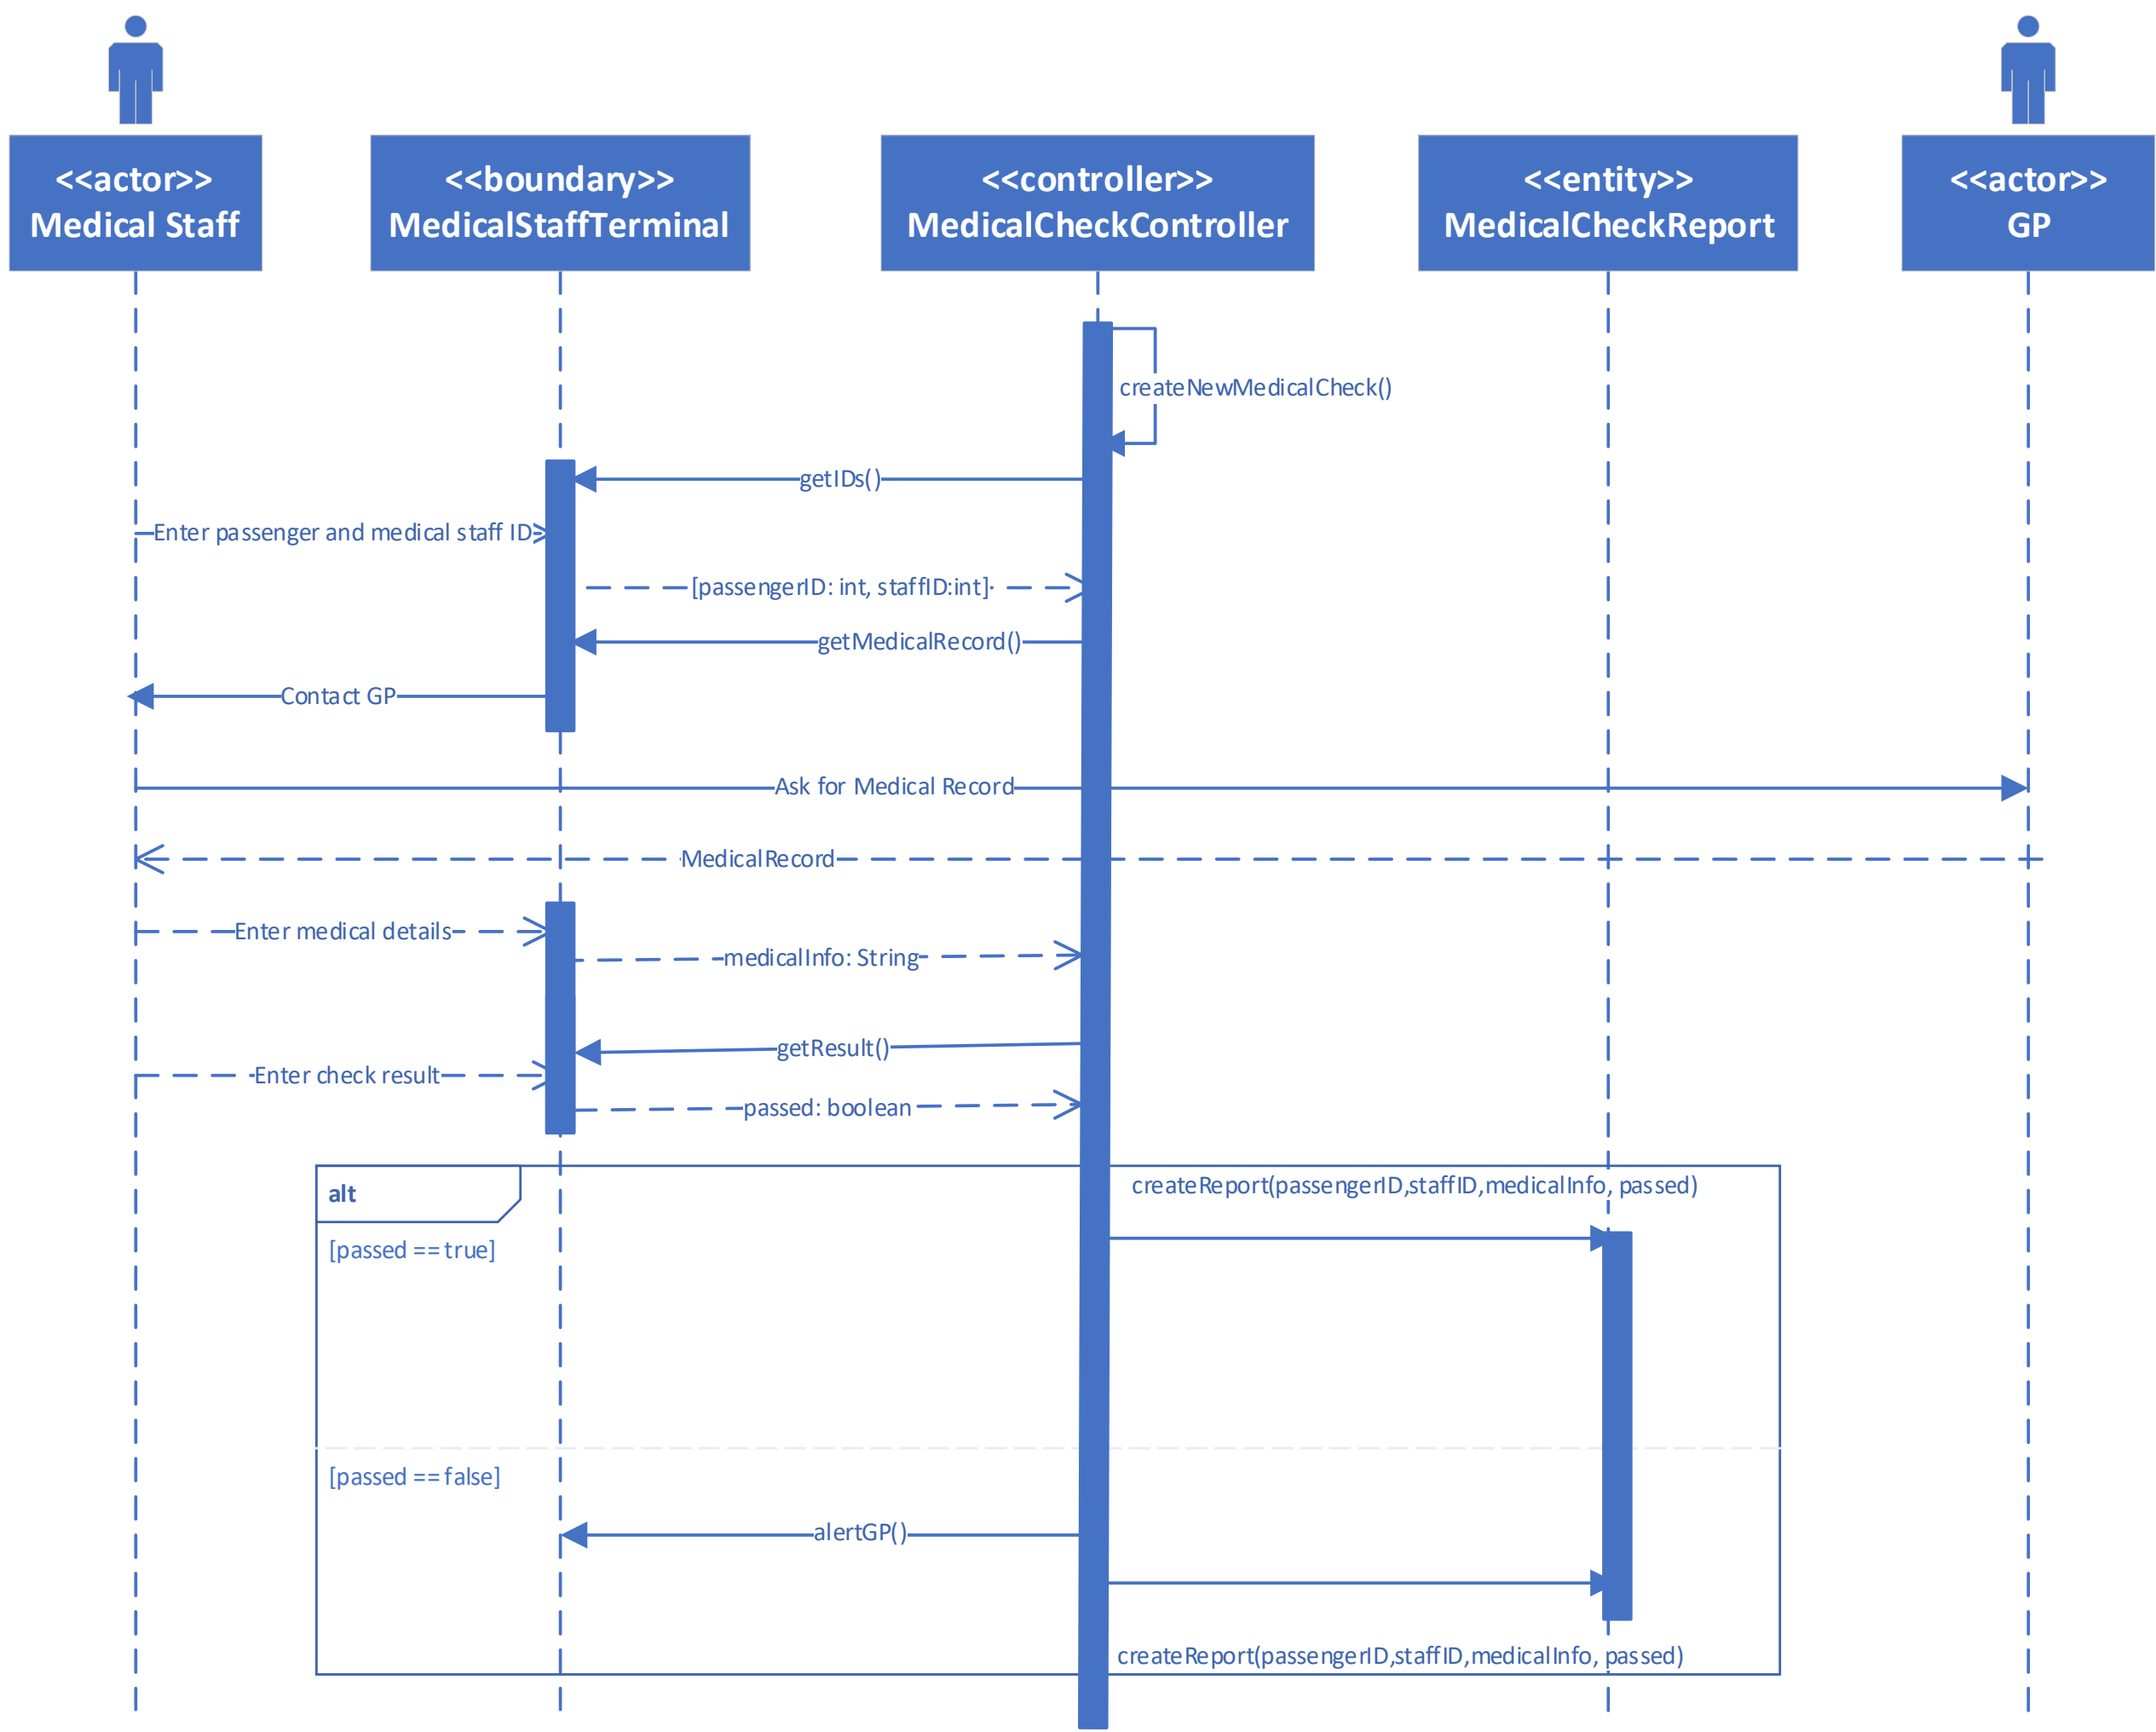 <<actor>>
Medical Staff
<<boundary>>
MedicalStaffTerminal
<<controller>>
MedicalCheckController
<<entity>>
MedicalCheckReport
<<actor>>
GP
createNewMedicalCheck()
getIDs()
Enter passenger and medical staff ID
[passengerID: int, staffID:int]
getMedicalRecord()
Contact GP
Ask for Medical Record
MedicalRecord
Enter medical details
medicalInfo: String
getResult()
Enter check result
passed: boolean
createReport(passengerID,staffID,medicalInfo, passed)
alt
[passed == true]
[passed == false]
alertGP()
createReport(passengerID,staffID,medicalInfo, passed)